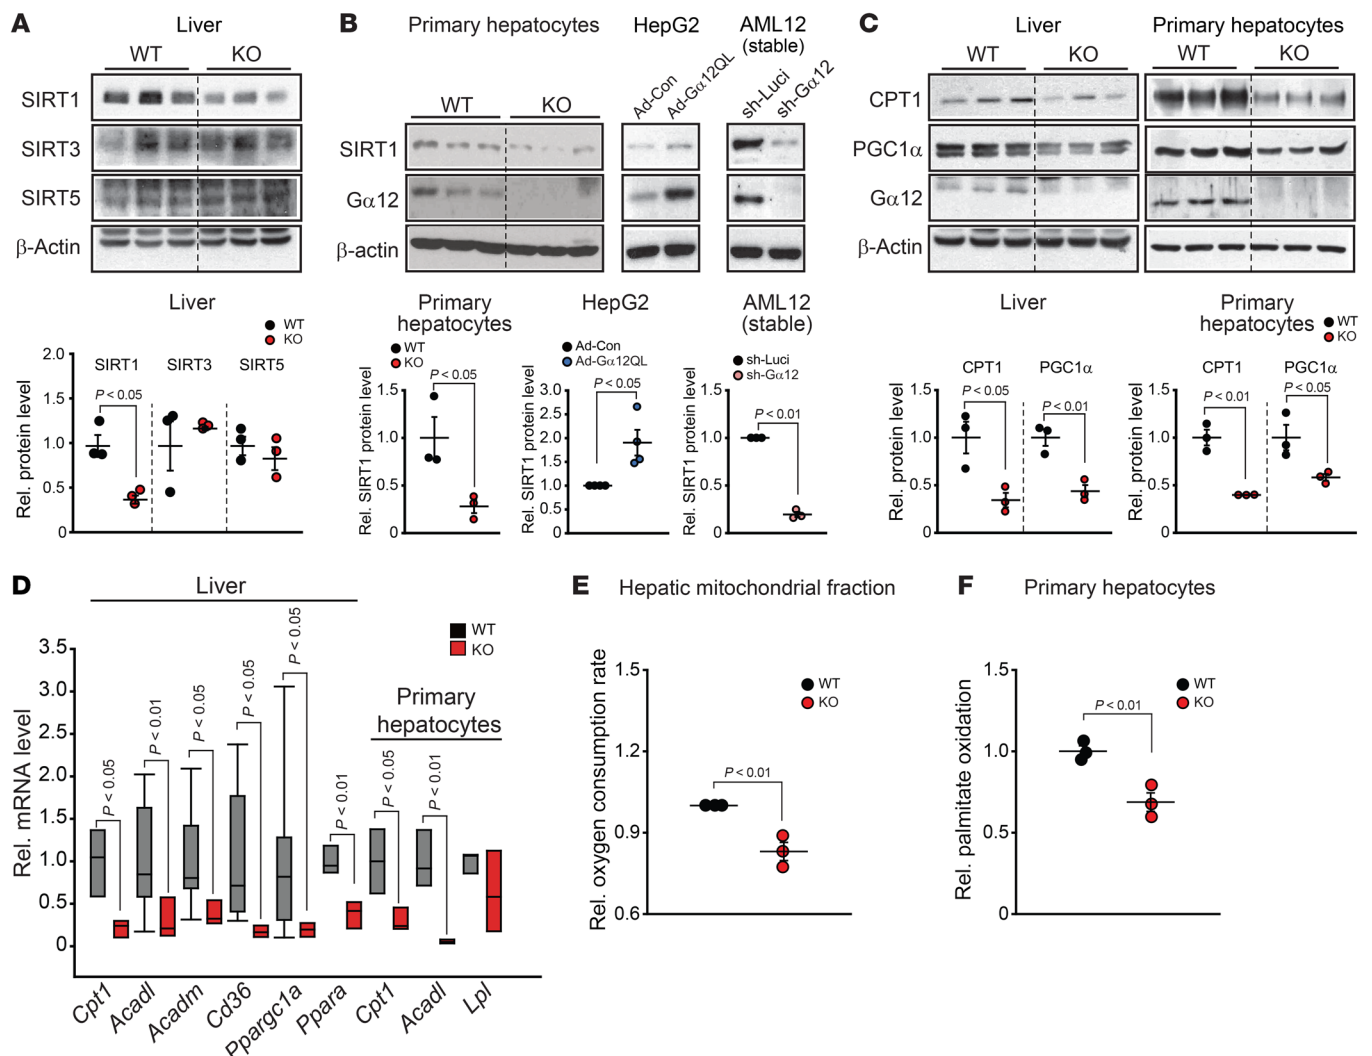 A
Liver
WT KO
SIRT1
SIRT3
SIRT5
β-Actin
Liver
WT
KO
SIRT1 SIRT3 SIRT5
P < 0.05
Rel. protein level
2.0
1.5
1.0
0.5
0
B
Primary hepatocytes HepG2 AML12
(stable)
WT KO
Ad-Con
Ad-Gα12QL
sh-Luci
sh-Gα12
SIRT1
Gα12
β-actin
Primary
hepatocytes
WT
KO
P < 0.05
Rel. SIRT1 protein level
1.5
1.0
0.5
0
HepG2
Ad-Con
Ad-Gα12QL
P < 0.05
Rel. SIRT1 protein level
3.0
2.5
2.0
1.5
1.0
0.5
0
AML12
(stable)
sh-Luci
sh-Gα12
P < 0.01
Rel. SIRT1 protein level
1.5
1.0
0.5
0
C
Liver Primary hepatocytes
WT KO WT KO
CPT1
PGC1α
Gα12
β-Actin
Liver
CPT1 PGC1α
P < 0.05
P < 0.01
Rel. protein level
1.5
1.0
0.5
0
Primary
hepatocytes
WT
KO
CPT1 PGC1α
P < 0.01
P < 0.05
Rel. protein level
1.5
1.0
0.5
0
D
Liver
WT
KO
Primary
hepatocytes
Rel. mRNA level
3.5
3.0
2.5
2.0
1.5
1.0
0.5
0
P < 0.05
P < 0.01
P < 0.05
P < 0.05
P < 0.05
P < 0.01
P < 0.05
P < 0.01
Cpt1
Acadl
Acadm
Cd36
Ppargc1a
Ppara
Cpt1
Acadl
Lpl
E
Hepatic mitochondrial fraction
WT
KO
P < 0.01
Rel. oxygen consumption rate
1.5
1.2
0.9
0.6
F
Primary hepatocytes
WT
KO
P < 0.01
Rel. palmitate oxidation
1.5
1.0
0.5
0